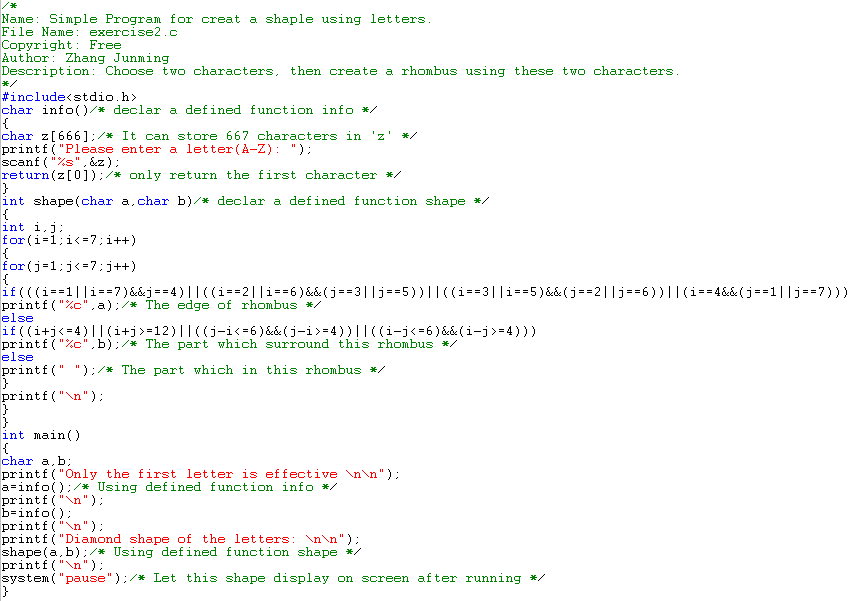 /*
Name: Simple Program for creat a shaple using letters.
File Name: exercise2.c
Copyright: Free
Author: Zhang Junming
Description: Choose two characters, then create a rhombus using these two characters.
*/
#include<stdio.h>
char info()/* declar a defined function info */
{
char z[666];/* It can store 667 characters in 'z' */
printf("Please enter a letter(A-Z): ");
scanf("%s",&z);
return(z[0]);/* only return the first character */
}
int shape(char a,char b)/* declar a defined function shape */
{
int i,j;
for(i=1;i<=7;i++)
{
for(j=1;j<=7;j++)
{
if(((i==1||i==7)&&j==4)||((i==2||i==6)&&(j==3||j==5))||((i==3||i==5)&&(j==2||j==6))||(i==4&&(j==1||j==7)))
printf("%c",a);/* The edge of rhombus */
else
if((i+j<=4)||(i+j>=12)||((j-i<=6)&&(j-i>=4))||((i-j<=6)&&(i-j>=4)))
printf("%c",b);/* The part which surround this rhombus */
else
printf(" ");/* The part which in this rhombus */
}
printf("\n");
}
}
int main()
{
char a,b;
printf("Only the first letter is effective \n\n");
a=info();/* Using defined function info */
printf("\n");
b=info();
printf("\n");
printf("Diamond shape of the letters: \n\n");
shape(a,b);/* Using defined function shape */
printf("\n");
system("pause");/* Let this shape display on screen after running */
}